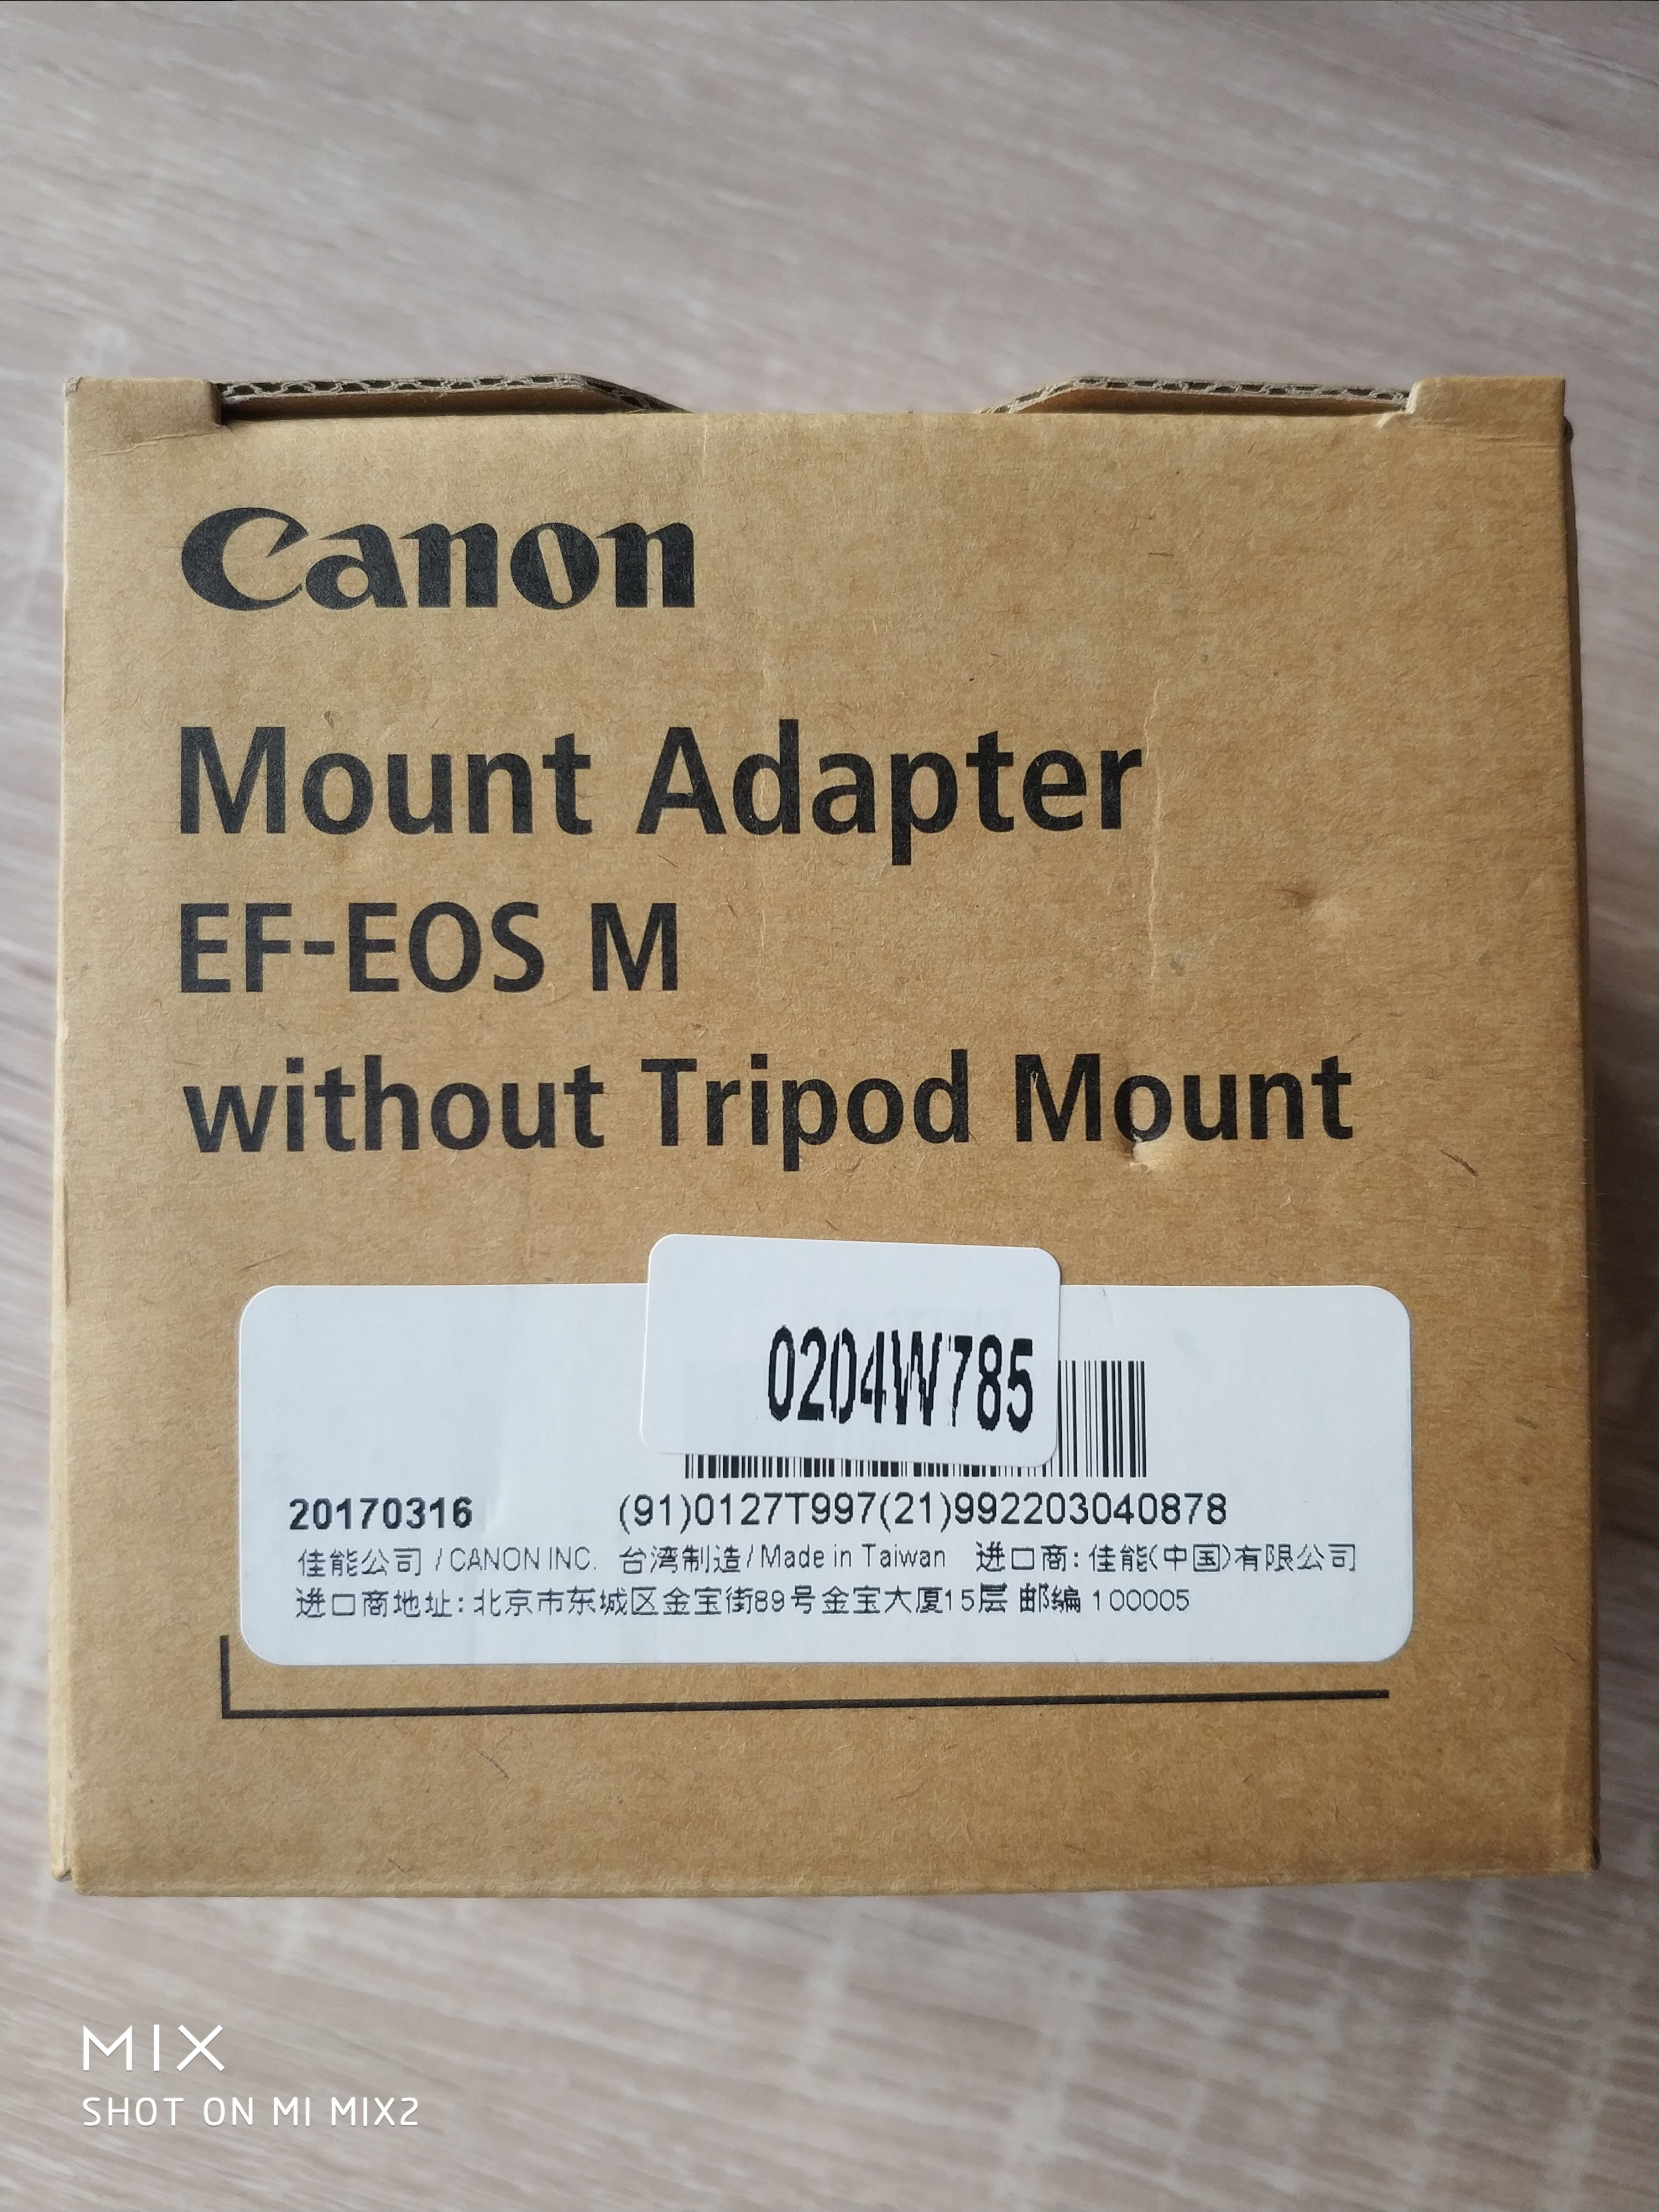 Canon
Mount Adapter
EF-EOS M
without Tripod Mount
0204W785
20170316 (91)0127T997(21)992203040878
佳能公司 / CANON INC. 台湾制造/Made in Taiwan 进口商: 佳能(中国)有限公司
进口商地址: 北京市东城区金宝街89号金宝大厦15层 邮编 100005
MIX
SHOT ON MI MIX2